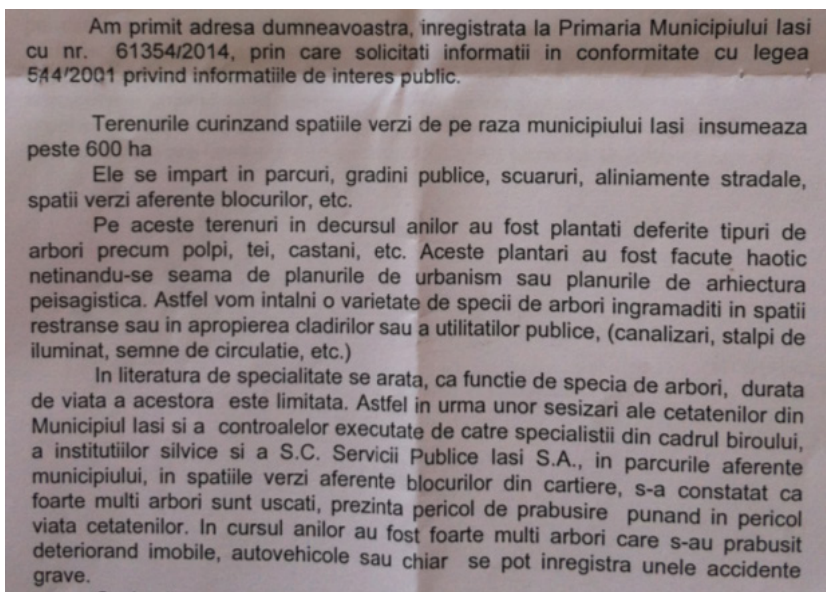 Am primit adresa dumneavoastra, inregistrata la Primaria Municipiului Iasi
cu nr. 61354/2014, prin care solicitati informatii in conformitate cu legea
544/2001 privind informatiile de interes public.
Terenurile curinzand spatiile verzi de pe raza municipiului Iasi insumeaza
peste 600 ha
Ele se impart in parcuri, gradini publice, scuaruri, aliniamente stradale,
spatii verzi aferente blocurilor, etc.
Pe aceste terenuri in decursul anilor au fost plantati deferite tipuri de
arbori precum polpi, tei, castani, etc. Aceste plantari au fost facute haotic
netinandu-se seama de planurile de urbanism sau planurile de arhiectura
peisagistica. Astfel vom intalni o varietate de specii de arbori ingramaditi in spatii
restranse sau in apropierea cladirilor sau a utilitatilor publice, (canalizari, stalpi de
iluminat, semne de circulatie, etc.)
In literatura de specialitate se arata, ca functie de specia de arbori, durata
de viata a acestora este limitata. Astfel in urma unor sesizari ale cetatenilor din
Municipiul Iasi si a controalelor executate de catre specialistii din cadrul biroului,
a institutiilor silvice si a S.C. Servicii Publice Iasi S.A., in parcurile aferente
municipiului, in spatiile verzi aferente blocurilor din cartiere, s-a constatat ca
foarte multi arbori sunt uscati, prezinta pericol de prabusire punand in pericol
viata cetatenilor. In cursul anilor au fost foarte multi arbori care s-au prabusit
deteriorand imobile, autovehicole sau chiar se pot inregistra unele accidente
grave.